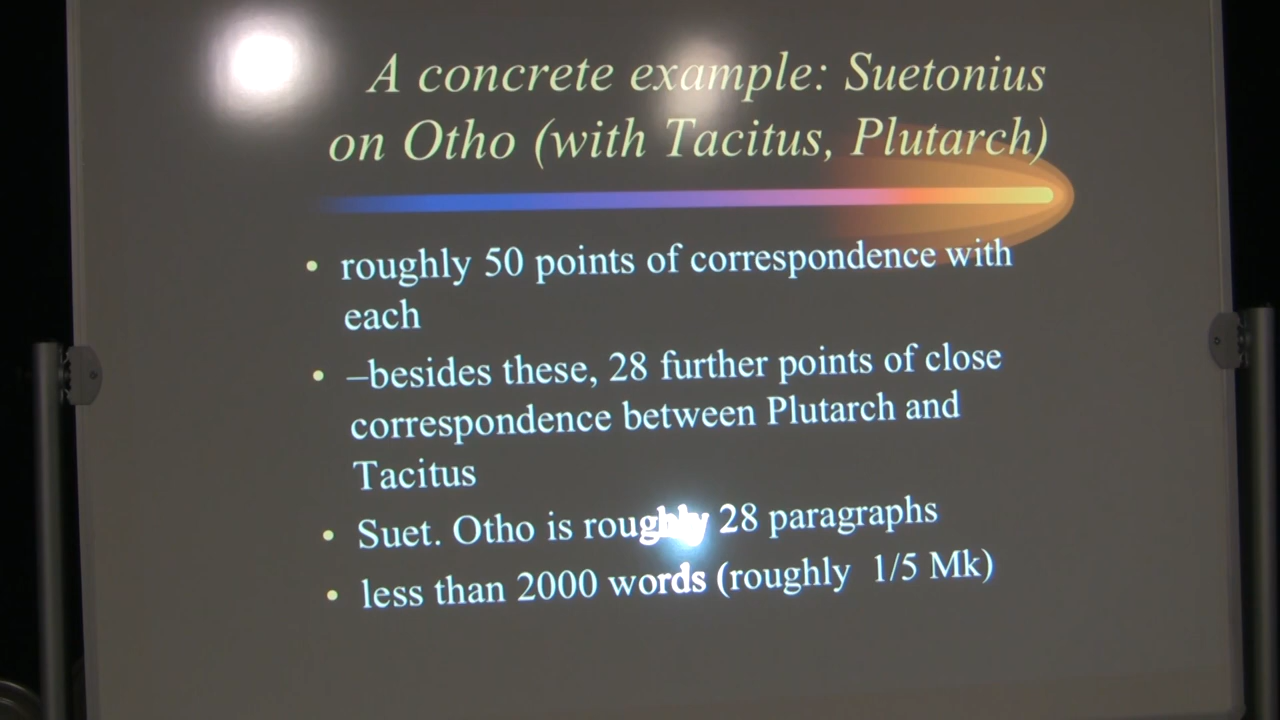 A concrete example: Suetonius
on Otho (with Tacitus, Plutarch)
• roughly 50 points of correspondence with
each
• –besides these, 28 further points of close
correspondence between Plutarch and
Tacitus
• Suet. Otho is roughly 28 paragraphs
• less than 2000 words (roughly 1/5 Mk)